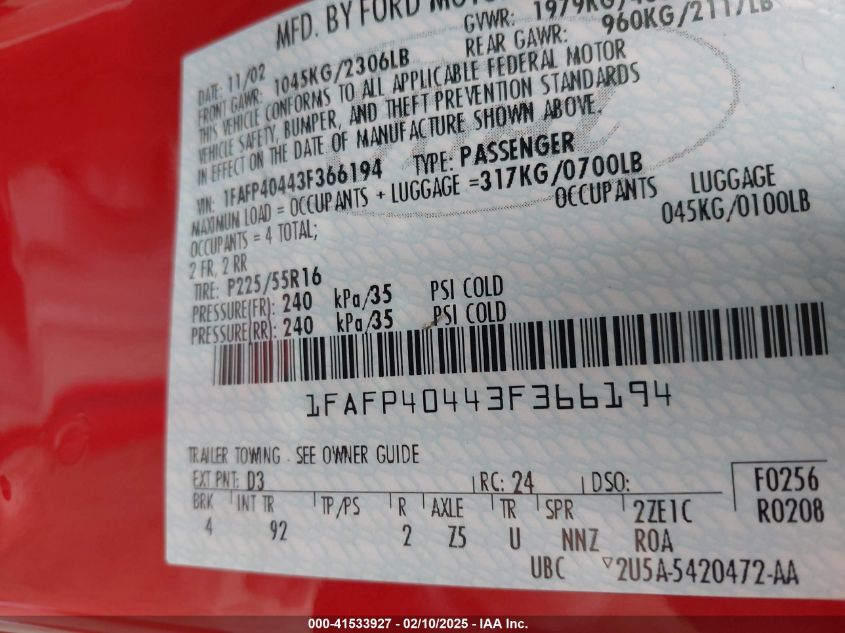 MFD. BY FORD
DATE: 11/02 GVWR:
FRONT GAWR: 1045KG/2306LB REAR GAWR: 960KG/2117LB
THIS VEHICLE CONFORMS TO ALL APPLICABLE FEDERAL MOTOR
VEHICLE SAFETY, BUMPER, AND THEFT PREVENTION STANDARDS
IN EFFECT ON THE DATE OF MANUFACTURE SHOWN ABOVE.
VIN: 1FAFP40443F366194 TYPE: PASSENGER
MAXIMUM LOAD = OCCUPANTS + LUGGAGE =317KG/0700LB
OCCUPANTS = 4 TOTAL; OCCUPANTS LUGGAGE
2 FR, 2 RR 045KG/0100LB
TIRE: P225/55R16
PRESSURE(FR): 240 kPa/35 PSI COLD
PRESSURE(RR): 240 kPa/35 PSI COLD
1FAFP40443F366194
TRAILER TOWING - SEE OWNER GUIDE
EXT PNT: D3 RC: 24 DSO: F0256
BRK INT TR TP/PS R AXLE TR SPR 2ZE1C R0208
4 92 2 Z5 U NNZ ROA
UBC ▽2U5A-5420472-AA
000-41533927 - 02/10/2025 - IAA Inc.